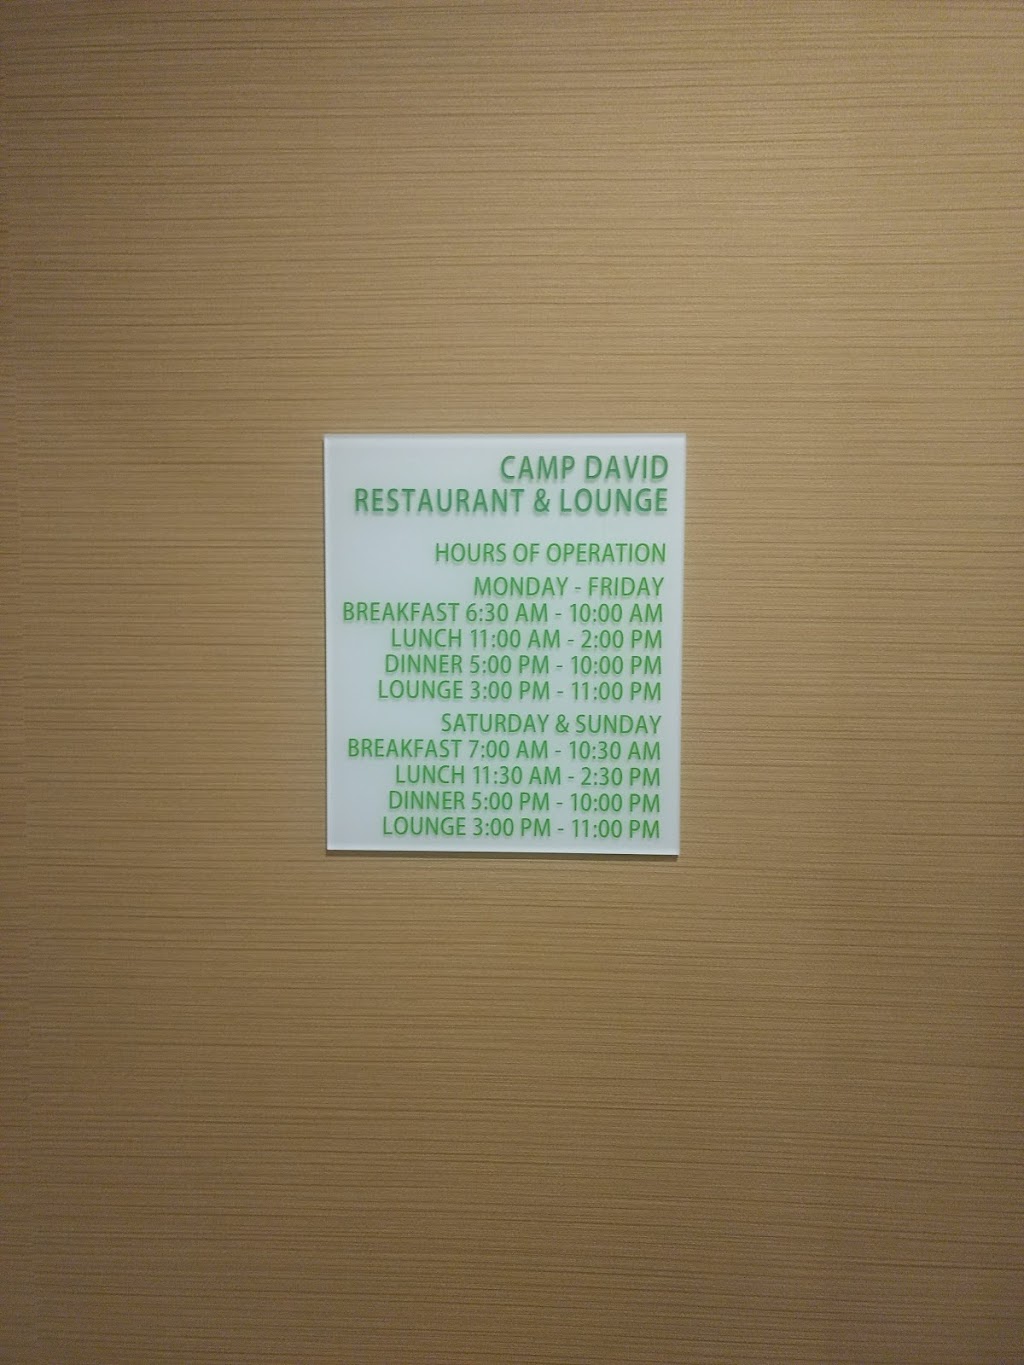 CAMP DAVID
RESTAURANT & LOUNGE
HOURS OF OPERATION
MONDAY - FRIDAY
BREAKFAST 6:30 AM - 10:00 AM
LUNCH 11:00 AM - 2:00 PM
DINNER 5:00 PM - 10:00 PM
LOUNGE 3:00 PM - 11:00 PM
SATURDAY & SUNDAY
BREAKFAST 7:00 AM - 10:30 AM
LUNCH 11:30 AM - 2:30 PM
DINNER 5:00 PM - 10:00 PM
LOUNGE 3:00 PM - 11:00 PM